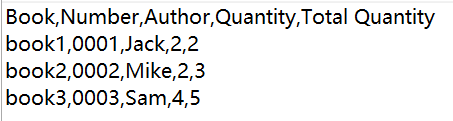 Book,Number,Author,Quantity,Total Quantity
book1,0001,Jack,2,2
book2,0002,Mike,2,3
book3,0003,Sam,4,5